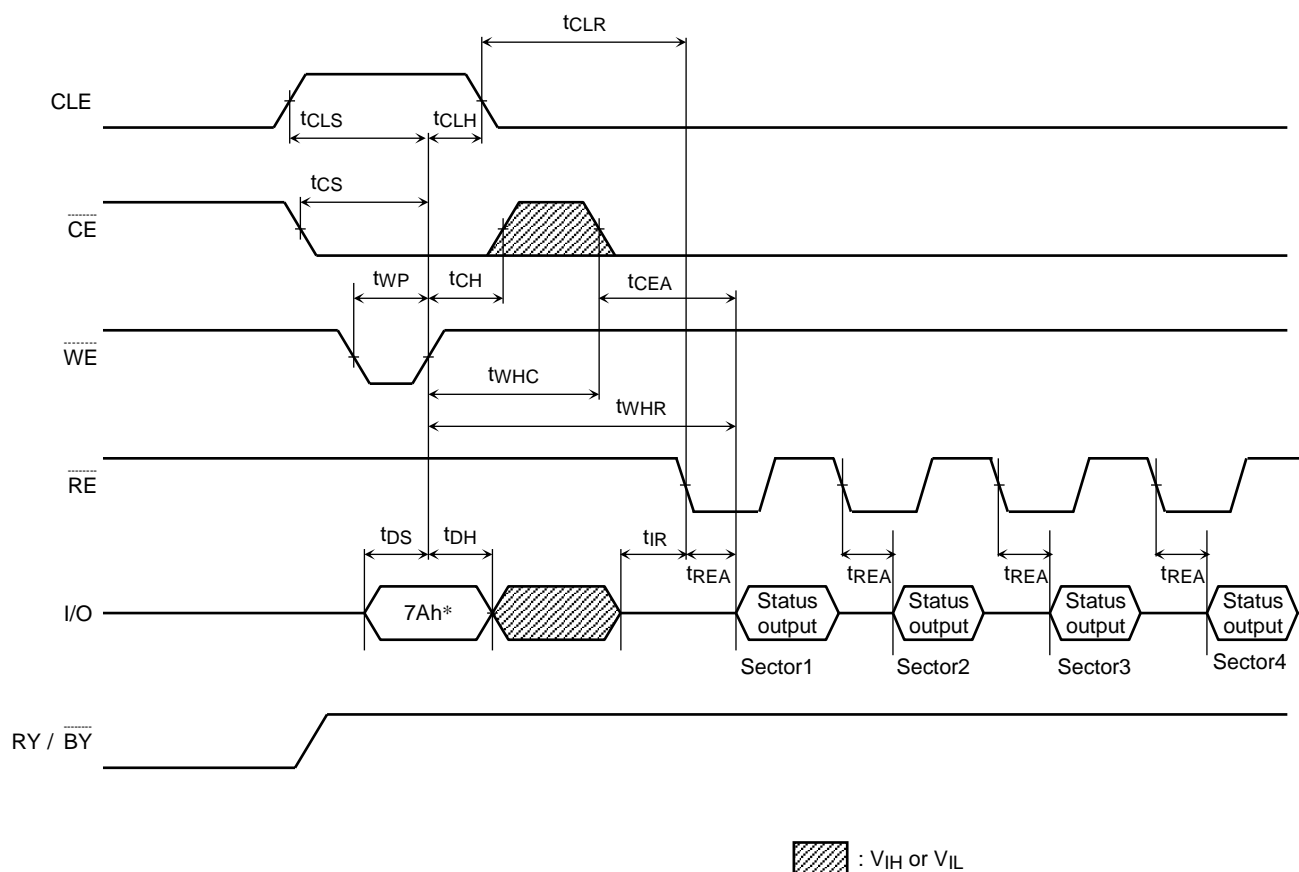 tCLR
CLE
tCLS
tCLH
tCS
CE
tWP
tCH
tCEA
WE
tWHC
tWHR
RE
tDS
tDH
tIR
tREA
tREA
tREA
tREA
I/O
7Ah*
Status output
Status output
Status output
Status output
Sector1
Sector2
Sector3
Sector4
RY / BY
: VIH or VIL